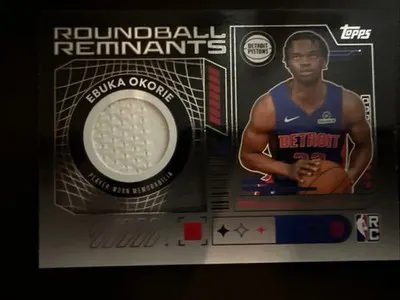 ROUNDBALL
REMNANTS
EBUKA OKORIE
PLAYER-WORN MEMORABILIA
DETROIT
PISTONS
Topps
DETROIT
RC